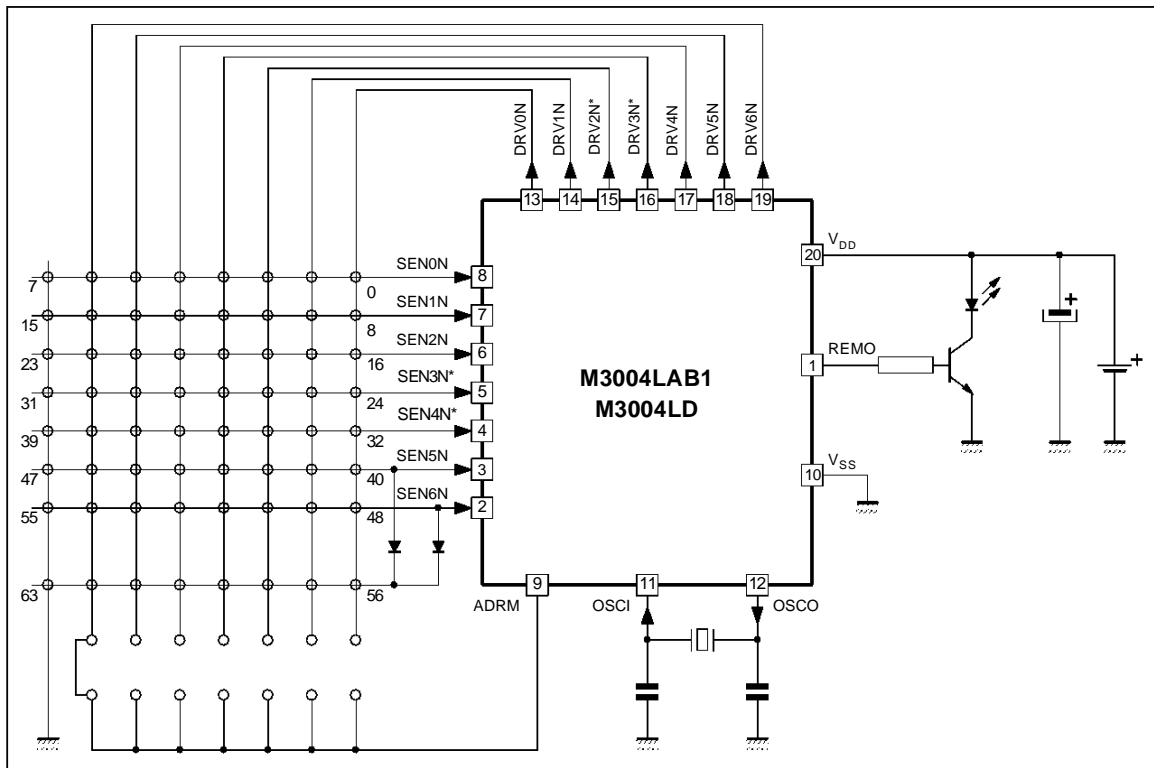 DRV0N
DRV1N
DRV2N*
DRV3N*
DRV4N
DRV5N
DRV6N
13
14
15
16
17
18
19
20
V_DD
7
0
SEN0N
8
15
8
SEN1N
7
23
16
SEN2N
6
31
24
SEN3N*
5
39
32
SEN4N*
4
47
40
SEN5N
3
55
48
SEN6N
2
63
56
M3004LAB1
M3004LD
REMO
1
+
+
V_SS
10
ADRM
9
OSCI
11
12
OSCO